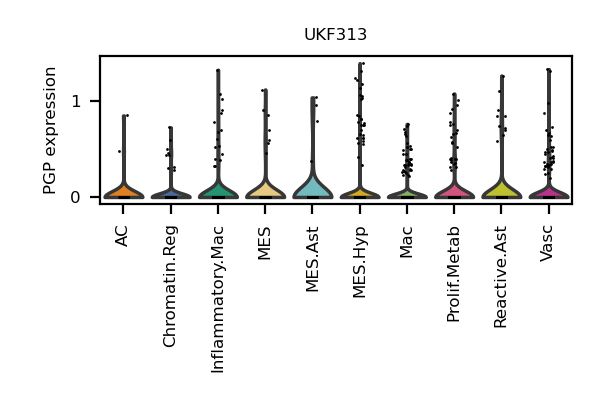 UKF313
PGP expression
1
0
AC
Chromatin.Reg
Inflammatory.Mac
MES
MES.Ast
MES.Hyp
Mac
Prolif.Metab
Reactive.Ast
Vasc